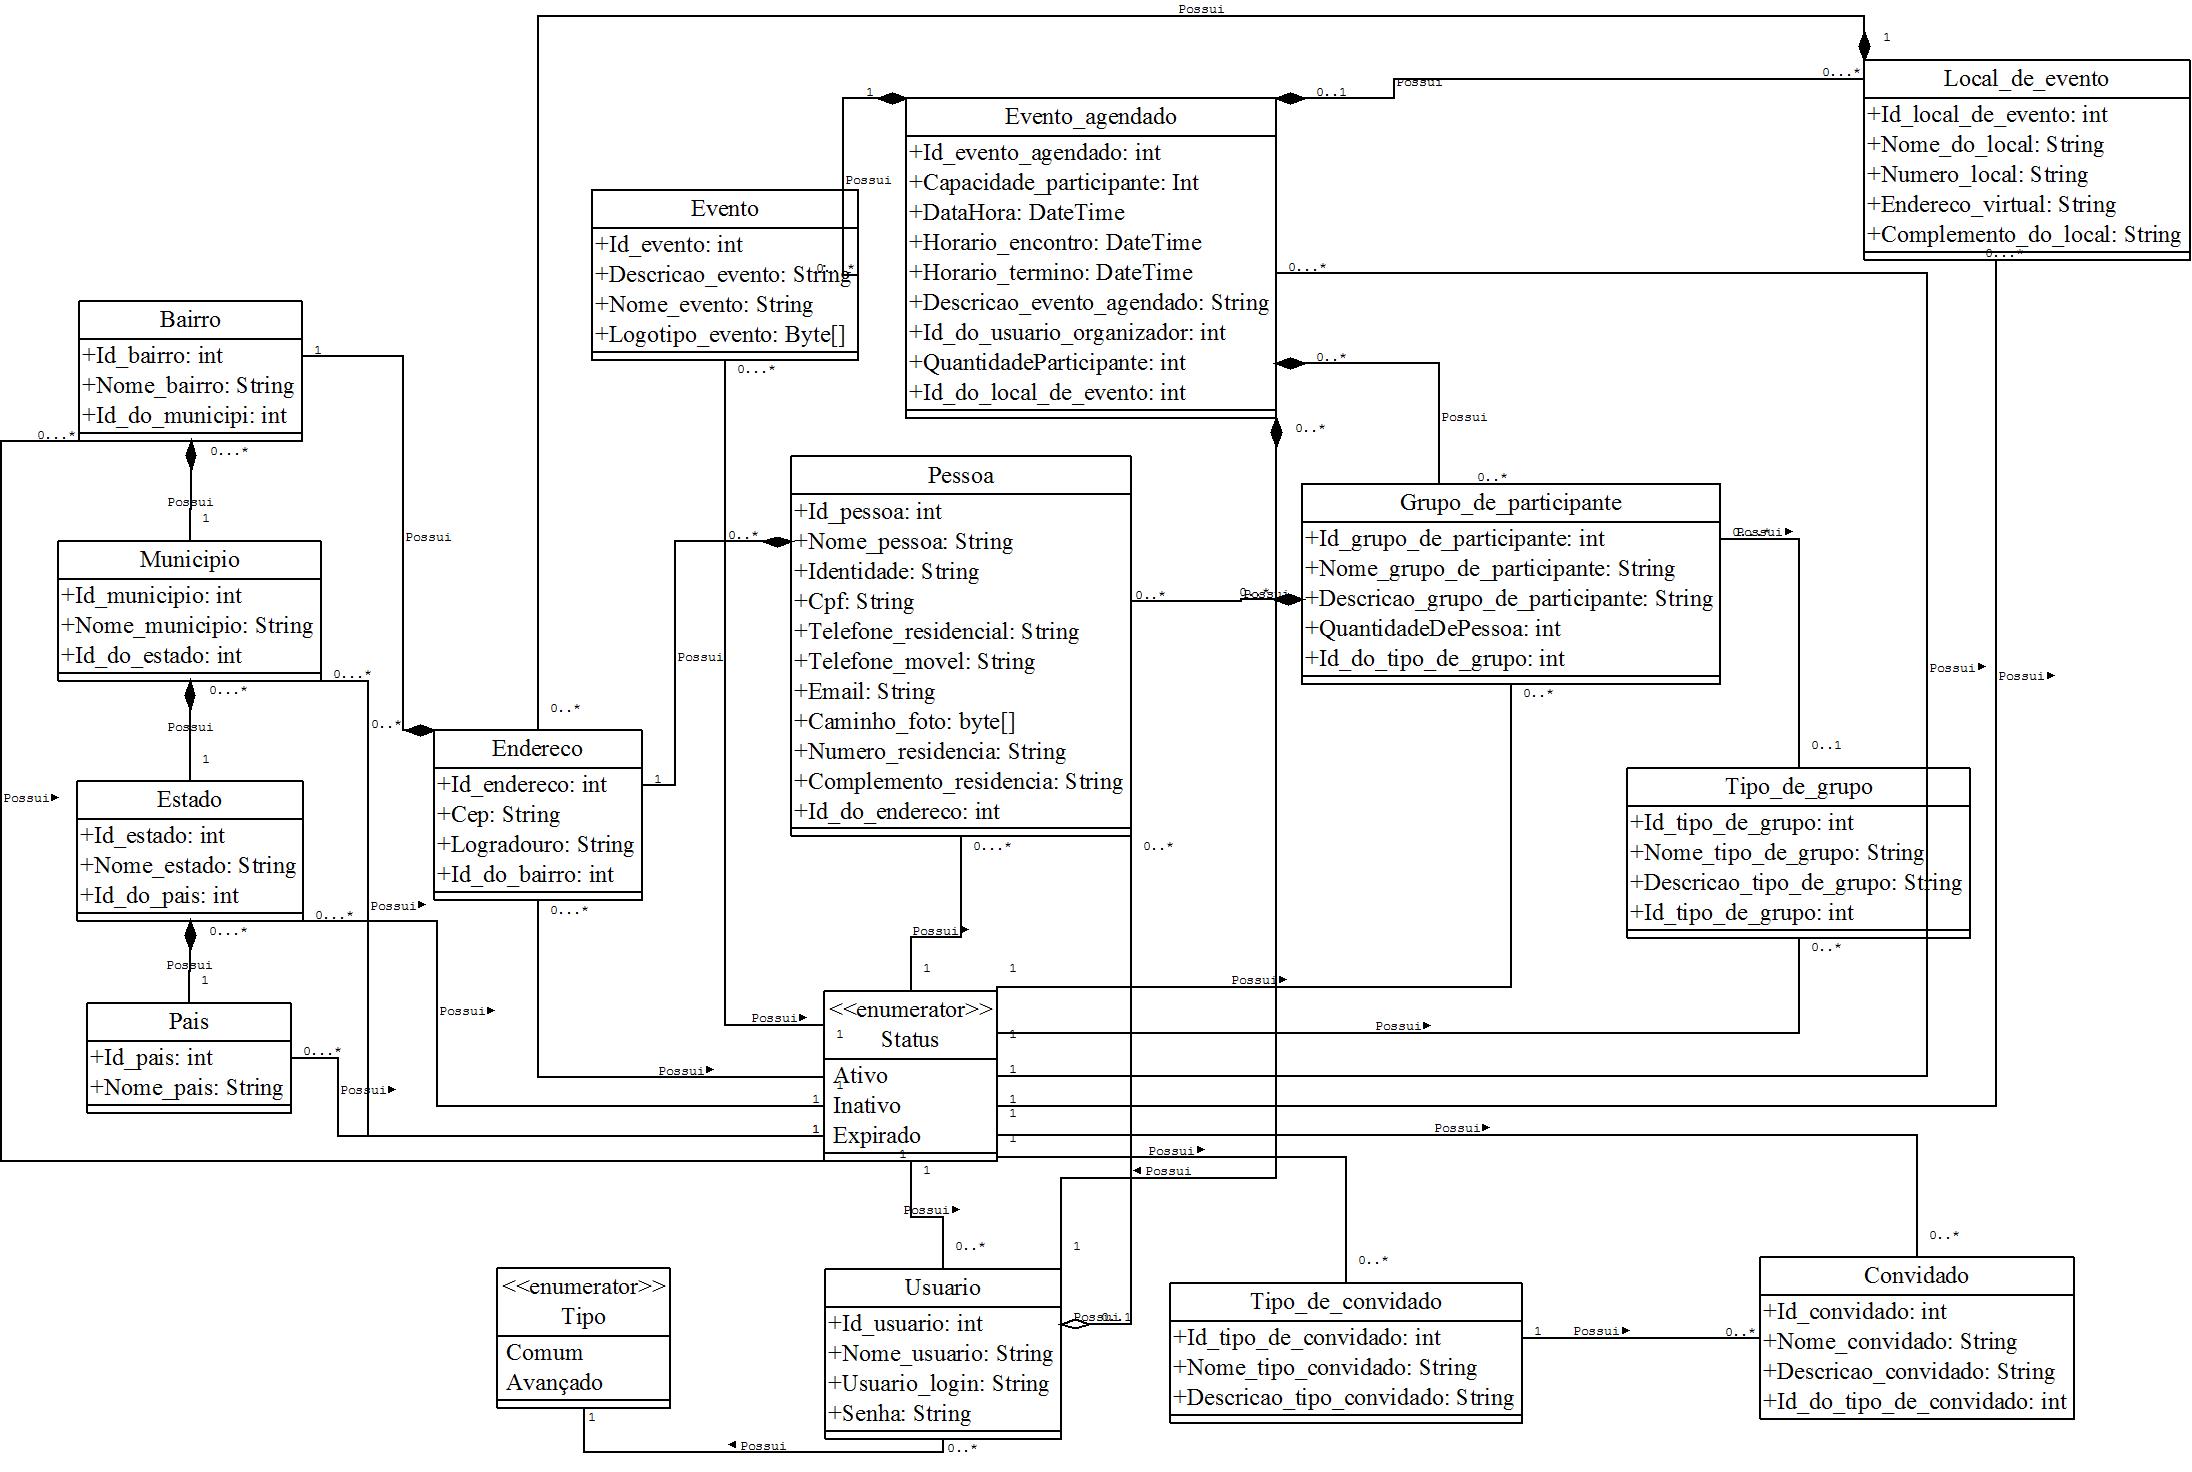 Possui
1
Local_de_evento
+Id_local_de_evento: int
+Nome_do_local: String
+Numero_local: String
+Endereco_virtual: String
+Complemento_do_local: String
0...*
0...*
Possui
0..1
1
Possui
Evento_agendado
+Id_evento_agendado: int
+Capacidade_participante: Int
+DataHora: DateTime
+Horario_encontro: DateTime
+Horario_termino: DateTime
+Descricao_evento_agendado: String
+Id_do_usuario_organizador: int
+QuantidadeParticipante: int
+Id_do_local_de_evento: int
0...*
0..*
Possui
0..*
0..*
Evento
+Id_evento: int
+Descricao_evento: String
+Nome_evento: String
+Logotipo_evento: Byte[]
0...*
Bairro
+Id_bairro: int
+Nome_bairro: String
+Id_do_municipi: int
1
0...*
0...*
Possui
1
Possui
Municipio
+Id_municipio: int
+Nome_municipio: String
+Id_do_estado: int
0...*
0...*
Possui
1
Estado
+Id_estado: int
+Nome_estado: String
+Id_do_pais: int
Possui
0...*
0...*
Possui
Possui
1
Pais
+Id_pais: int
+Nome_pais: String
0...*
Possui
Possui
0..*
0..*
Endereco
+Id_endereco: int
+Cep: String
+Logradouro: String
+Id_do_bairro: int
1
0...*
Possui
Possui
Pessoa
+Id_pessoa: int
+Nome_pessoa: String
+Identidade: String
+Cpf: String
+Telefone_residencial: String
+Telefone_movel: String
+Email: String
+Caminho_foto: byte[]
+Numero_residencia: String
+Complemento_residencia: String
+Id_do_endereco: int
0..*
0..*
0..*
Possui
0...*
0..*
Possui
Grupo_de_participante
+Id_grupo_de_participante: int
+Nome_grupo_de_participante: String
+Descricao_grupo_de_participante: String
+QuantidadeDePessoa: int
+Id_do_tipo_de_grupo: int
0..*
Possui
0..*
0..1
Possui
Possui
Tipo_de_grupo
+Id_tipo_de_grupo: int
+Nome_tipo_de_grupo: String
+Descricao_tipo_de_grupo: String
+Id_tipo_de_grupo: int
0..*
1
1
Possui
Possui
Possui
<<enumerator>>
Status
Ativo
Inativo
Expirado
1
1
1
1
1
1
1
1
1
1
1
1
Possui
Possui
Possui
Possui
0..*
1
Usuario
+Id_usuario: int
+Nome_usuario: String
+Usuario_login: String
+Senha: String
Possui
0..1
0..*
Possui
1
<<enumerator>>
Tipo
Comum
Avançado
0..*
Tipo_de_convidado
+Id_tipo_de_convidado: int
+Nome_tipo_convidado: String
+Descricao_tipo_convidado: String
1
Possui
0..*
0..*
Convidado
+Id_convidado: int
+Nome_convidado: String
+Descricao_convidado: String
+Id_do_tipo_de_convidado: int